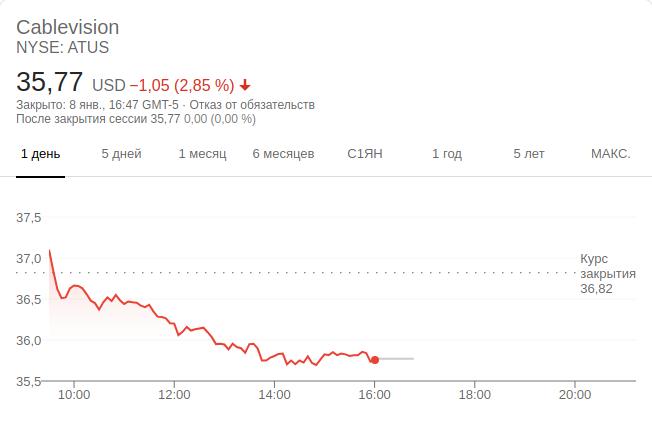 Cablevision
NYSE: ATUS
35,77 USD −1,05 (2,85 %)
Закрыто: 8 янв., 16:47 GMT-5 · Отказ от обязательств
После закрытия сессии 35,77 0,00 (0,00 %)
1 день 5 дней 1 месяц 6 месяцев С1ЯН 1 год 5 лет МАКС.
37,5
37,0
36,5
36,0
35,5
Курс
закрытия
36,82
10:00 12:00 14:00 16:00 18:00 20:00